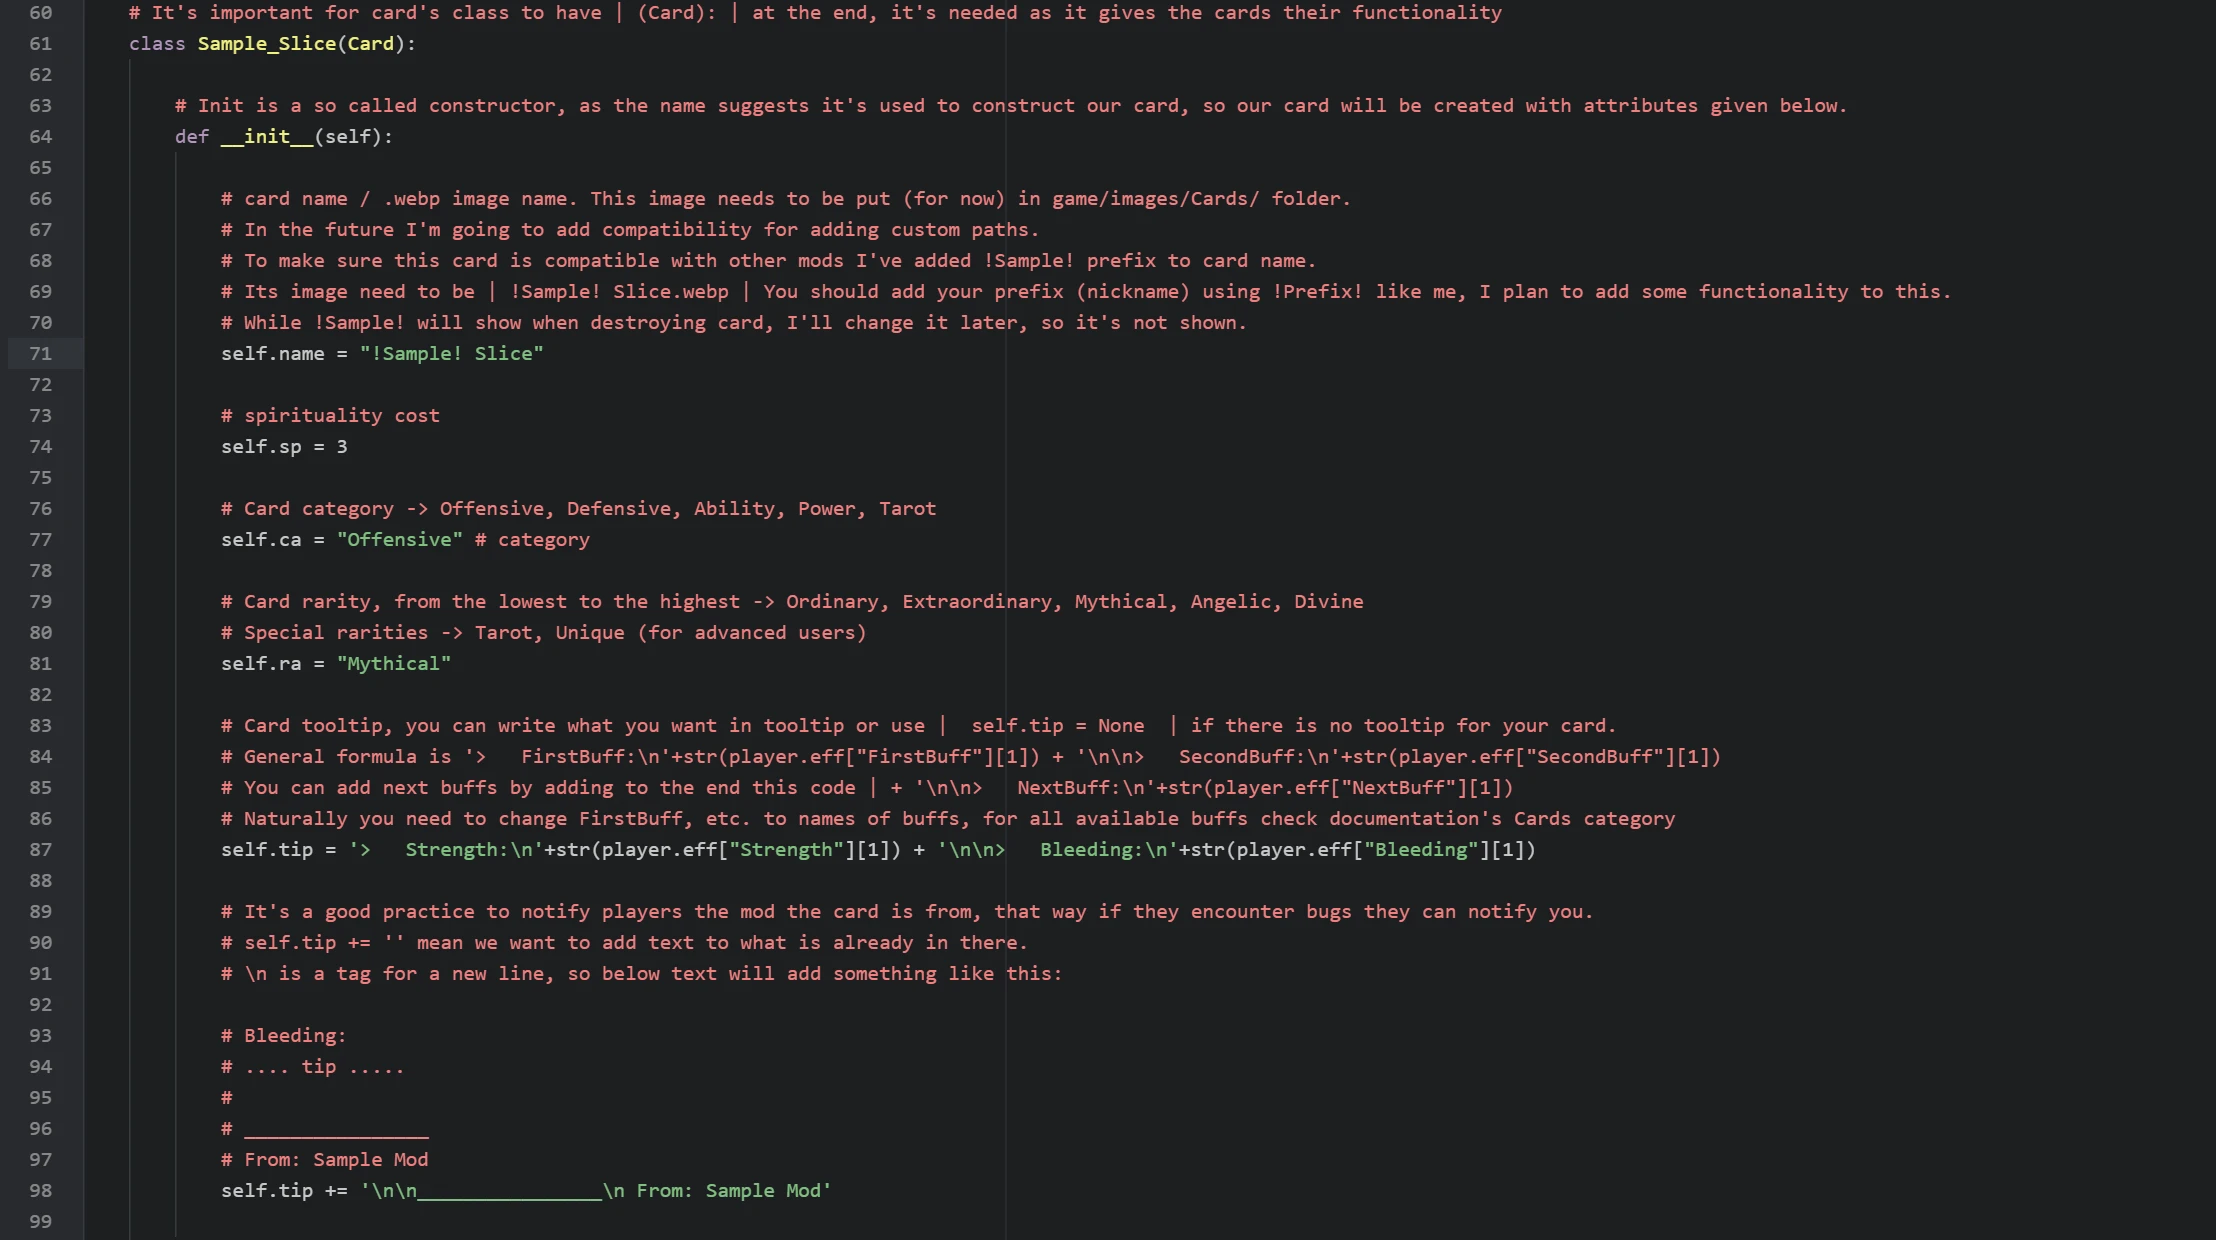 60 # It's important for card's class to have | (Card): | at the end, it's needed as it gives the cards their functionality
61 class Sample_Slice(Card):
62
63 # Init is a so called constructor, as the name suggests it's used to construct our card, so our card will be created with attributes given below.
64 def __init__(self):
65
66 # card name / .webp image name. This image needs to be put (for now) in game/images/Cards/ folder.
67 # In the future I'm going to add compatibility for adding custom paths.
68 # To make sure this card is compatible with other mods I've added !Sample! prefix to card name.
69 # Its image need to be | !Sample! Slice.webp | You should add your prefix (nickname) using !Prefix! like me, I plan to add some functionality to this.
70 # While !Sample! will show when destroying card, I'll change it later, so it's not shown.
71 self.name = "!Sample! Slice"
72
73 # spirituality cost
74 self.sp = 3
75
76 # Card category -> Offensive, Defensive, Ability, Power, Tarot
77 self.ca = "Offensive" # category
78
79 # Card rarity, from the lowest to the highest -> Ordinary, Extraordinary, Mythical, Angelic, Divine
80 # Special rarities -> Tarot, Unique (for advanced users)
81 self.ra = "Mythical"
82
83 # Card tooltip, you can write what you want in tooltip or use |  self.tip = None  | if there is no tooltip for your card.
84 # General formula is '>   FirstBuff:\n'+str(player.eff["FirstBuff"][1]) + '\n\n>   SecondBuff:\n'+str(player.eff["SecondBuff"][1])
85 # You can add next buffs by adding to the end this code | + '\n\n>   NextBuff:\n'+str(player.eff["NextBuff"][1])
86 # Naturally you need to change FirstBuff, etc. to names of buffs, for all available buffs check documentation's Cards category
87 self.tip = '>   Strength:\n'+str(player.eff["Strength"][1]) + '\n\n>   Bleeding:\n'+str(player.eff["Bleeding"][1])
88
89 # It's a good practice to notify players the mod the card is from, that way if they encounter bugs they can notify you.
90 # self.tip += '' mean we want to add text to what is already in there.
91 # \n is a tag for a new line, so below text will add something like this:
92
93 # Bleeding:
94 # .... tip .....
95 #
96 # ________________
97 # From: Sample Mod
98 self.tip += '\n\n________________\n From: Sample Mod'
99